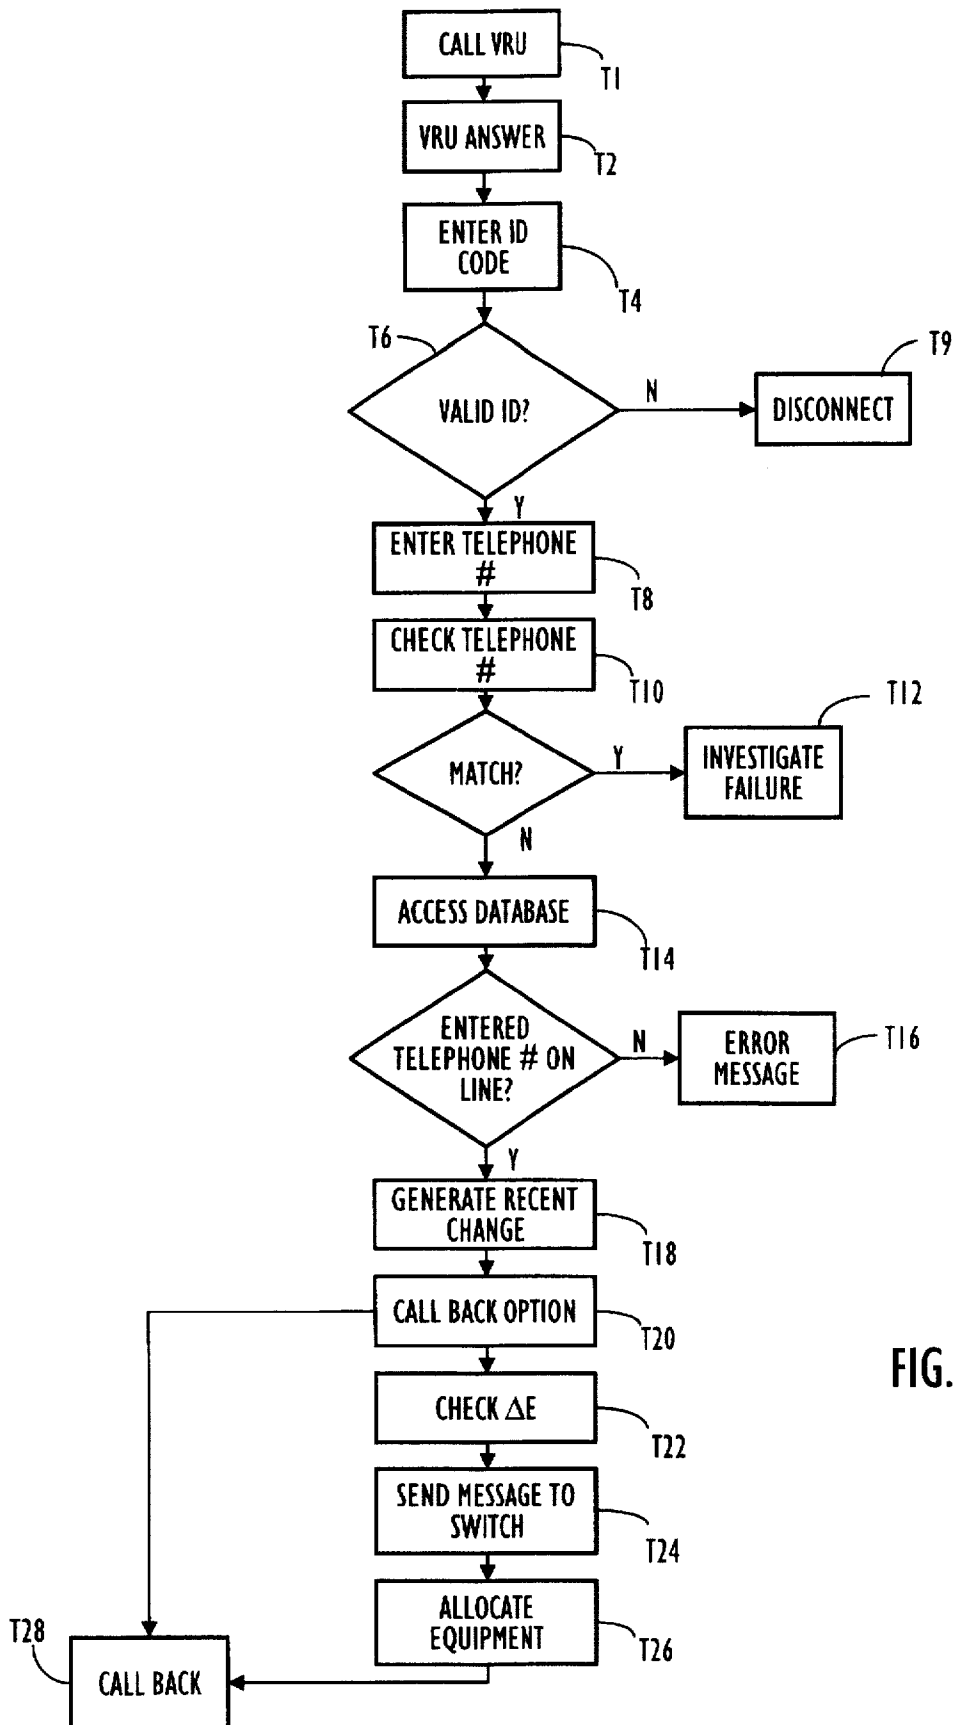 CALL VRU
T1
VRU ANSWER
T2
ENTER ID
CODE
T4
T6
VALID ID?
N
T9
DISCONNECT
Y
ENTER TELEPHONE
#
T8
CHECK TELEPHONE
#
T10
MATCH?
Y
T12
INVESTIGATE
FAILURE
N
ACCESS DATABASE
T14
ENTERED
TELEPHONE # ON
LINE?
N
ERROR
MESSAGE
T16
Y
GENERATE RECENT
CHANGE
T18
CALL BACK OPTION
T20
FIG.
CHECK ΔE
T22
SEND MESSAGE TO
SWITCH
T24
ALLOCATE
EQUIPMENT
T26
T28
CALL BACK